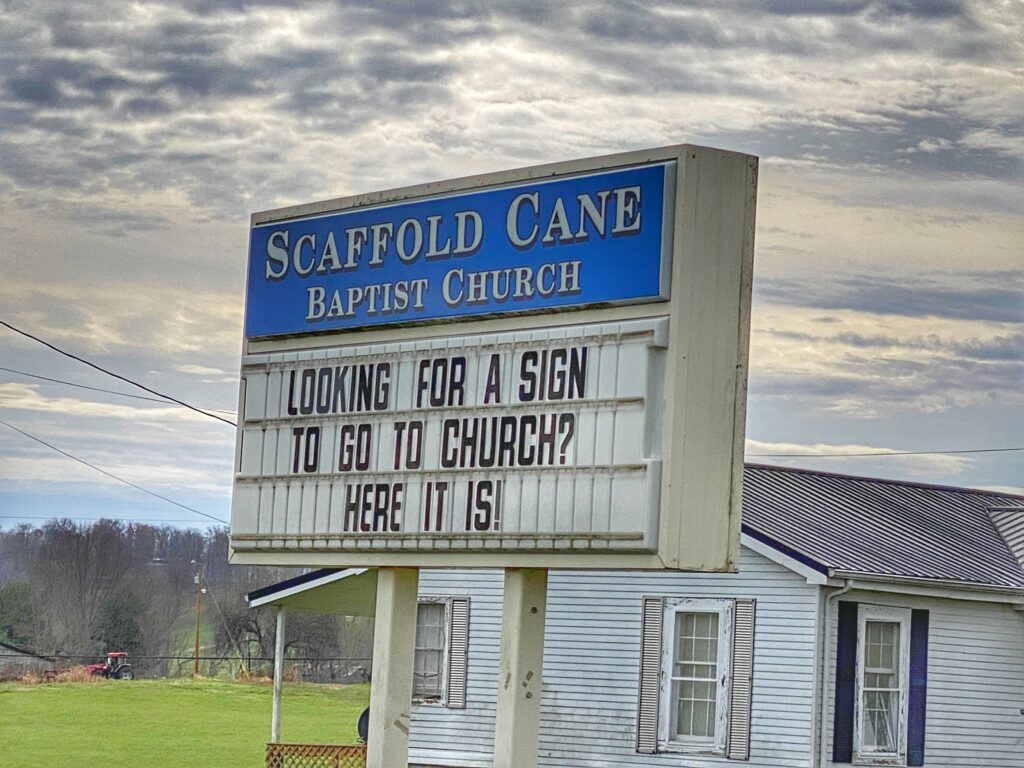 SCAFFOLD CANE
BAPTIST CHURCH
LOOKING FOR A SIGN
TO GO TO CHURCH?
HERE IT IS!